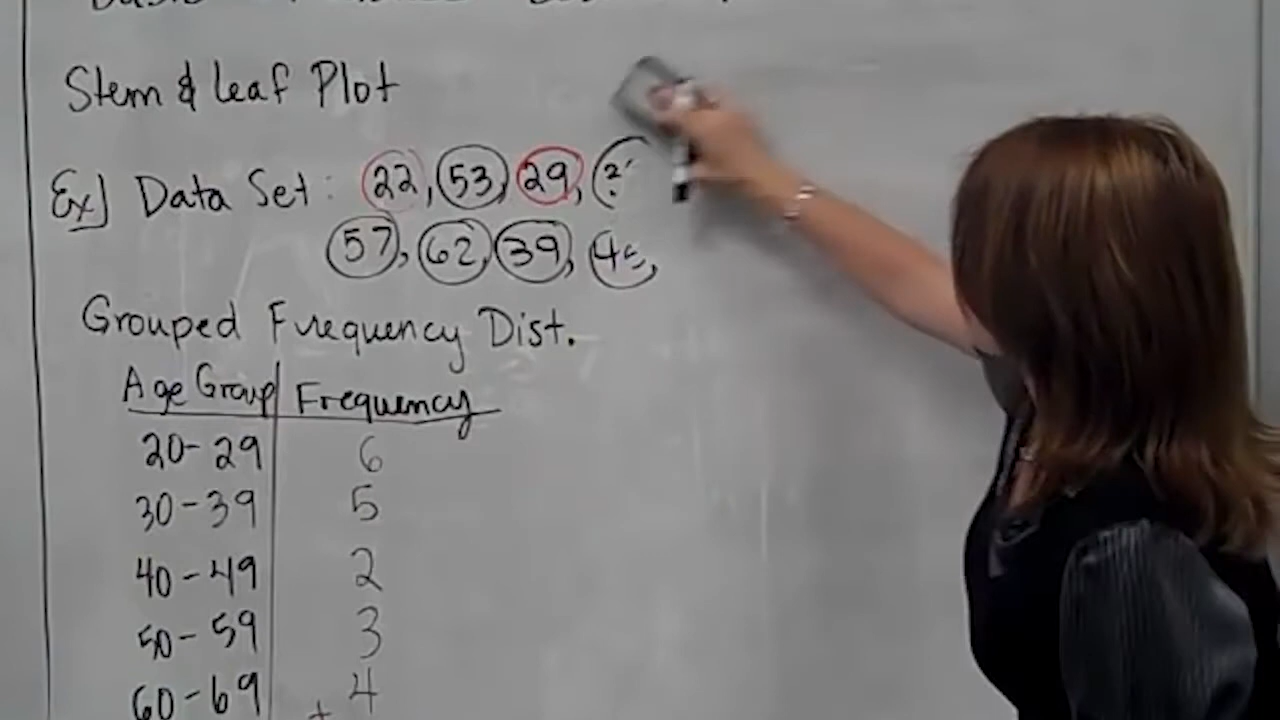 Stem & Leaf Plot
Ex] Data Set: 22, 53, 29,
57, 62, 39,
Grouped Frequency Dist.
Age Group Frequency
20-29 6
30-39 5
40-49 2
50-59 3
60-69 + 4